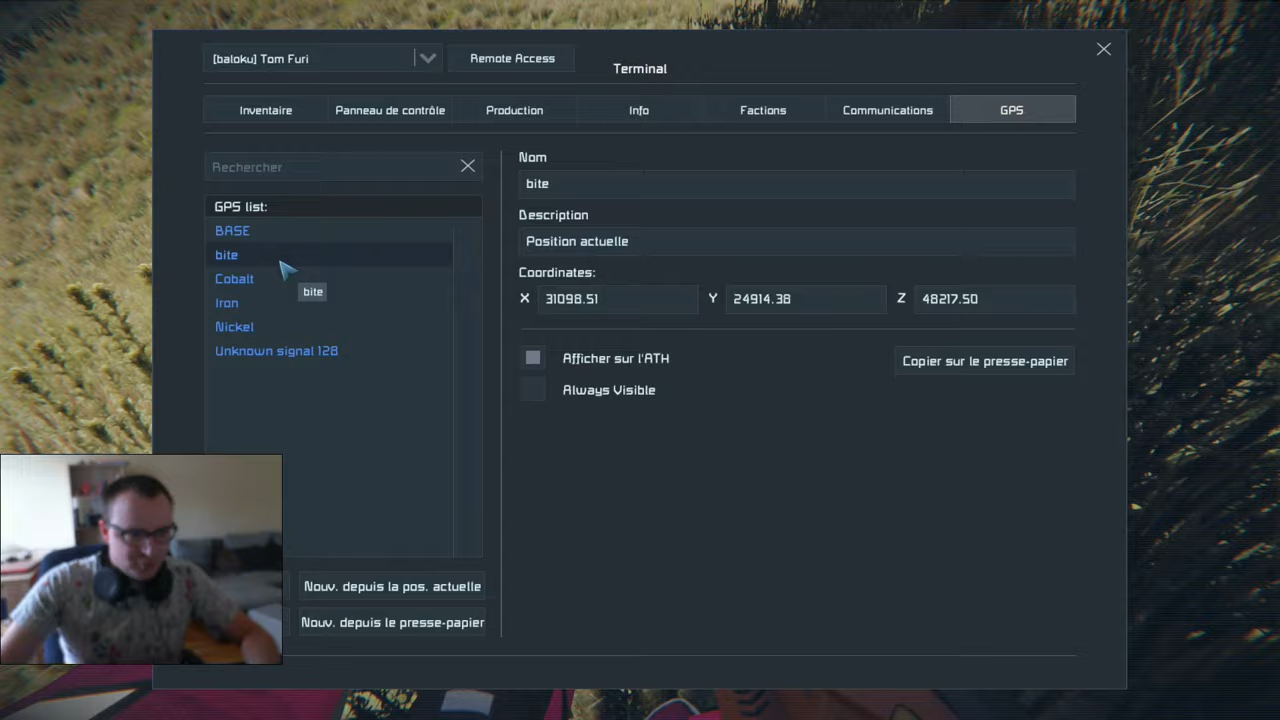 [baloku] Tom Furi
Remote Access
Terminal
Inventaire
Panneau de contrôle
Production
Info
Factions
Communications
GPS
Rechercher
GPS list:
BASE
bite
Cobalt
Iron
Nickel
Unknown signal 128
bite
Nouv. depuis la pos. actuelle
Nouv. depuis le presse-papier
Nom
bite
Description
Position actuelle
Coordinates:
X 31098.51 Y 24914.38 Z 48217.50
Afficher sur l'ATH
Copier sur le presse-papier
Always Visible